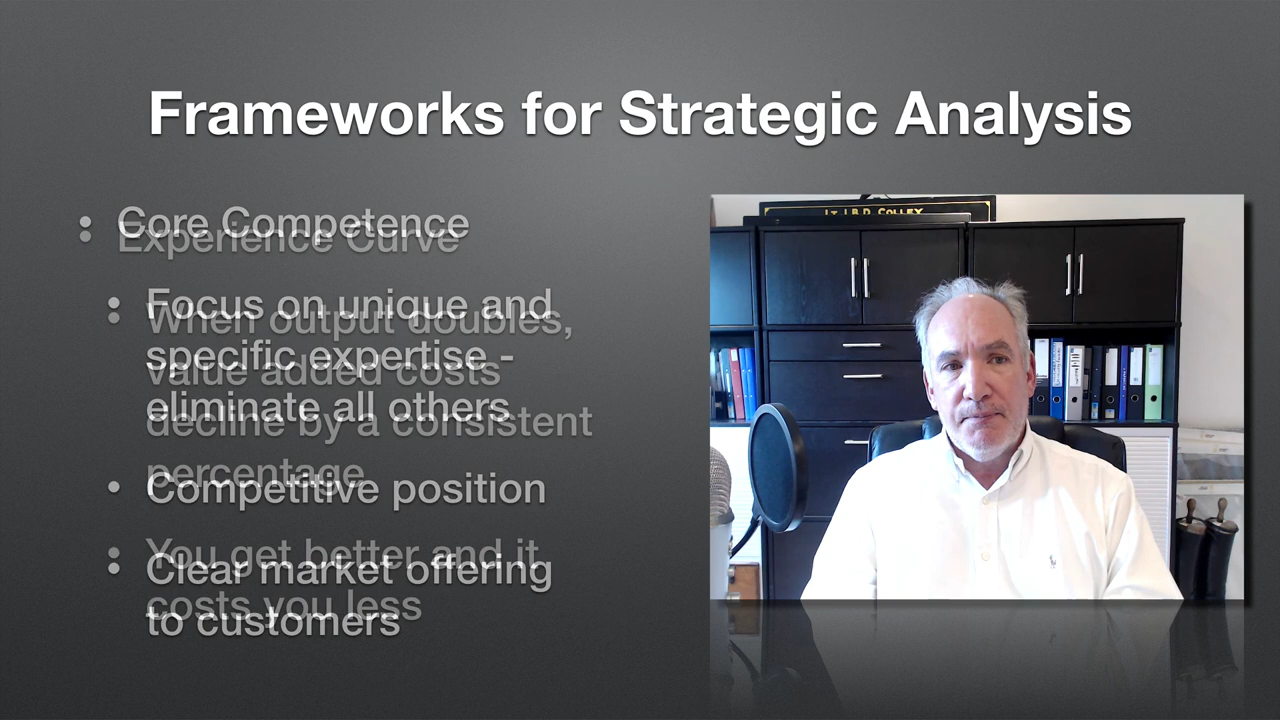 Frameworks for Strategic Analysis
LT J.B.D. COLLEY
• Core Competence
• Focus on unique and
specific expertise -
eliminate all others
• Competitive position
• Clear market offering
to customers
• Experience Curve
• When output doubles,
value added costs
decline by a consistent
percentage
• You get better and it
costs you less